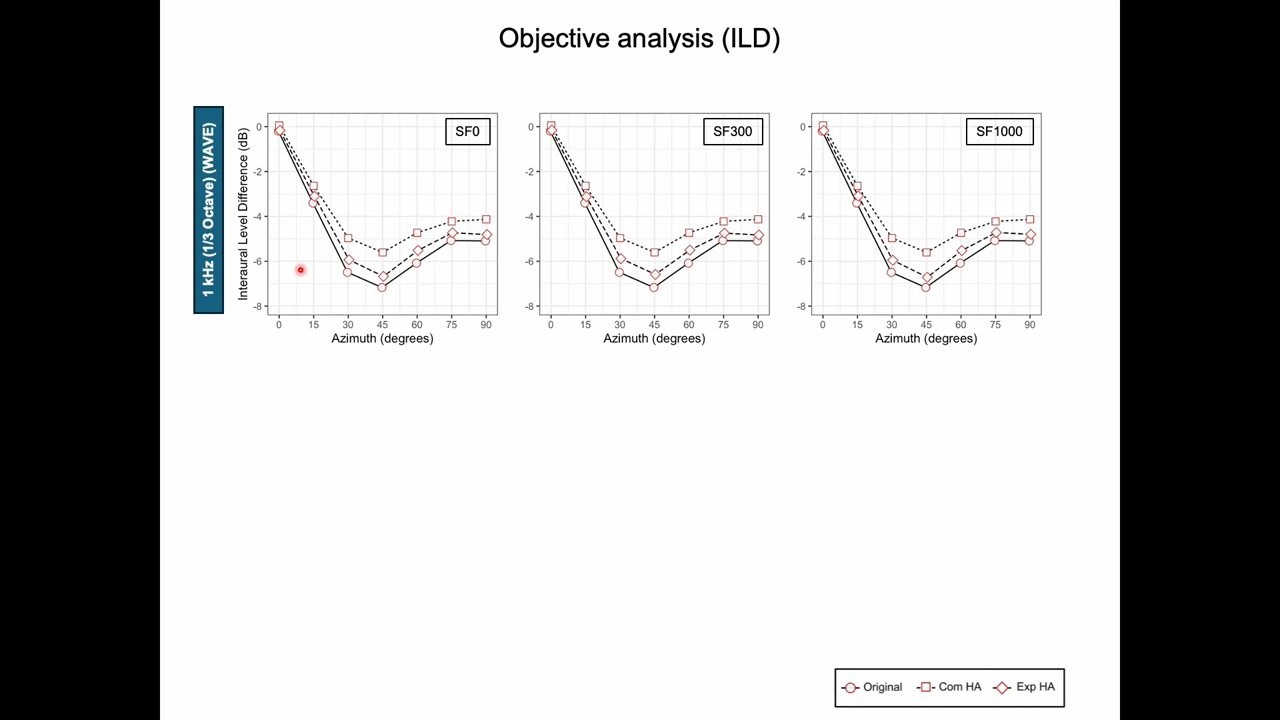 Objective analysis (ILD)
1 kHz (1/3 Octave) (WAVE)
Interaural Level Difference (dB)
0
-2
-4
-6
-8
SF0
0 15 30 45 60 75 90
Azimuth (degrees)
0
-2
-4
-6
-8
SF300
0 15 30 45 60 75 90
Azimuth (degrees)
0
-2
-4
-6
-8
SF1000
0 15 30 45 60 75 90
Azimuth (degrees)
Original Com HA Exp HA